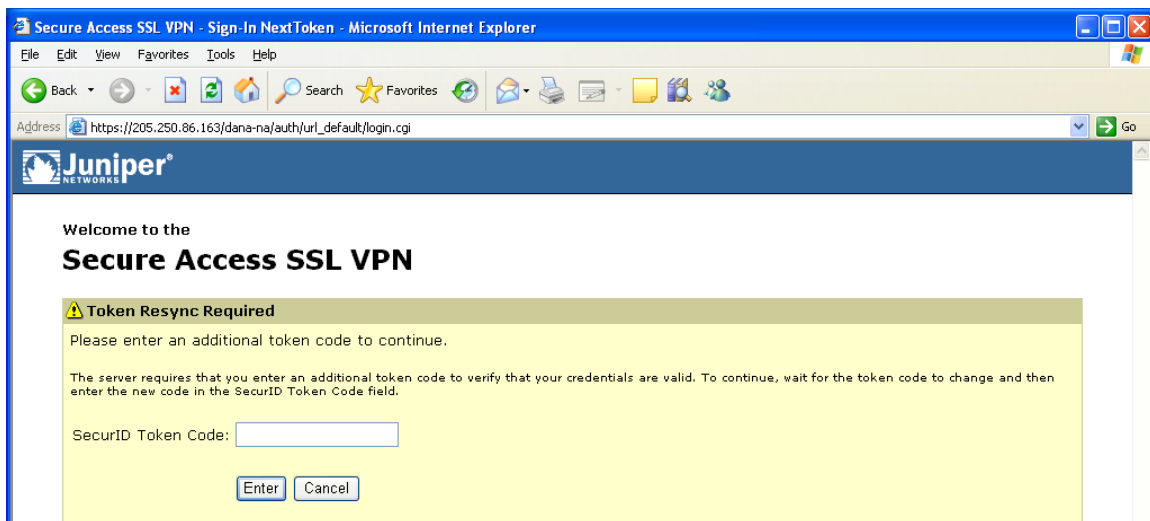 Secure Access SSL VPN - Sign-In NextToken - Microsoft Internet Explorer
File Edit View Favorites Tools Help
Back Search Favorites
Address https://205.250.86.163/dana-na/auth/url_default/login.cgi Go
Juniper®
NETWORKS
Welcome to the
Secure Access SSL VPN
Token Resync Required
Please enter an additional token code to continue.
The server requires that you enter an additional token code to verify that your credentials are valid. To continue, wait for the token code to change and then
enter the new code in the SecurID Token Code field.
SecurID Token Code:
Enter Cancel